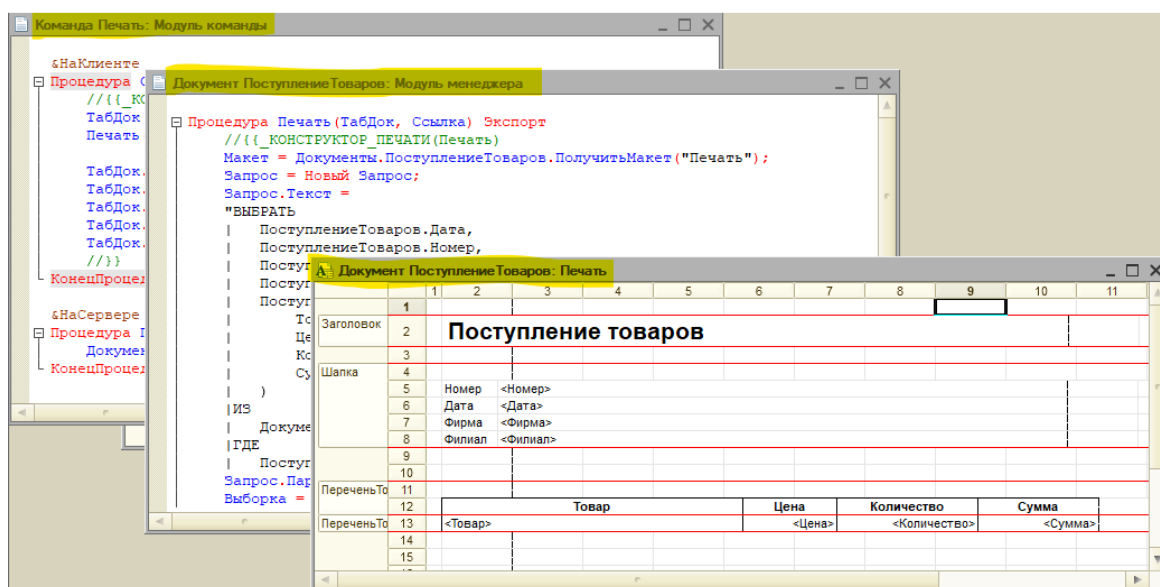 Команда Печать: Модуль команды
&НаКлиенте
Процедура
//{{_КО
ТабДок
Печать
ТабДок.
ТабДок.
ТабДок.
ТабДок.
ТабДок.
//}}
КонецПроцед
&НаСервере
Процедура
Докумен
КонецПроцед
Документ ПоступлениеТоваров: Модуль менеджера
Процедура Печать(ТабДок, Ссылка) Экспорт
//{{_КОНСТРУКТОР_ПЕЧАТИ(Печать)
Макет = Документы.ПоступлениеТоваров.ПолучитьМакет("Печать");
Запрос = Новый Запрос;
Запрос.Текст =
"ВЫБРАТЬ
| ПоступлениеТоваров.Дата,
| ПоступлениеТоваров.Номер,
| Поступ
| Поступ
| Поступ
| То
| Це
| Ко
| Су
| )
|ИЗ
| Докуме
|ГДЕ
| Поступ
Запрос.Пар
Выборка =
Документ ПоступлениеТоваров: Печать
1 2 3 4 5 6 7 8 9 10 11
1
Заголовок 2 Поступление товаров
3
Шапка 4
5 Номер <Номер>
6 Дата <Дата>
7 Фирма <Фирма>
8 Филиал <Филиал>
9
10
ПереченьТо 11
12 Товар Цена Количество Сумма
ПереченьТо 13 <Товар> <Цена> <Количество> <Сумма>
14
15